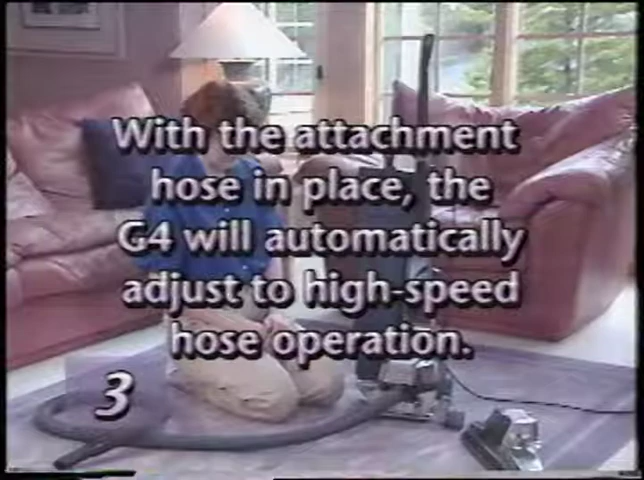 With the attachment
hose in place, the
G4 will automatically
adjust to high-speed
hose operation.
3